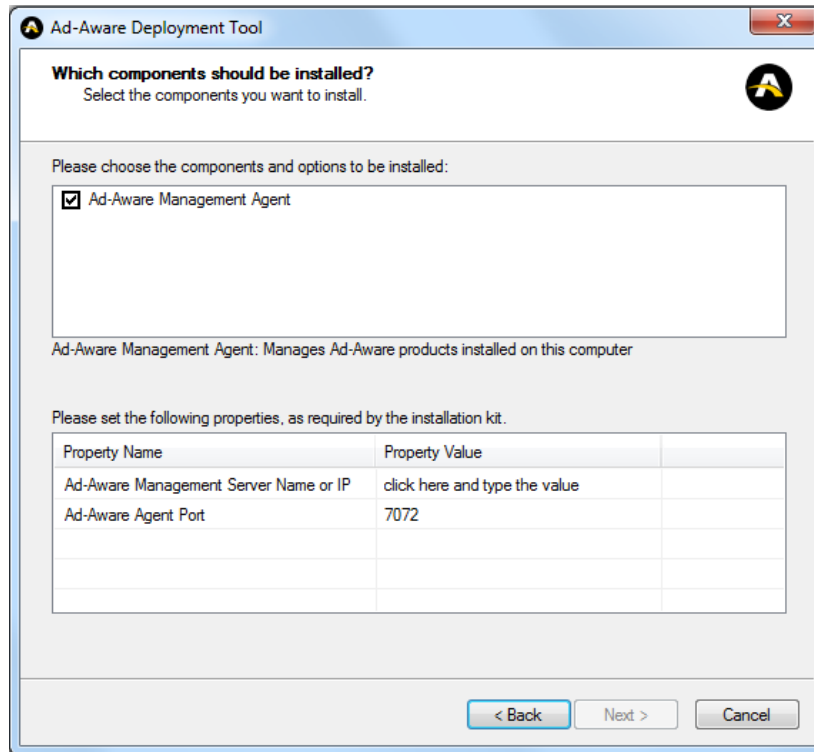 Ad-Aware Deployment Tool
Which components should be installed?
Select the components you want to install.
Please choose the components and options to be installed:
Ad-Aware Management Agent
Ad-Aware Management Agent: Manages Ad-Aware products installed on this computer
Please set the following properties, as required by the installation kit.
Property Name Property Value
Ad-Aware Management Server Name or IP click here and type the value
Ad-Aware Agent Port 7072
< Back Next > Cancel